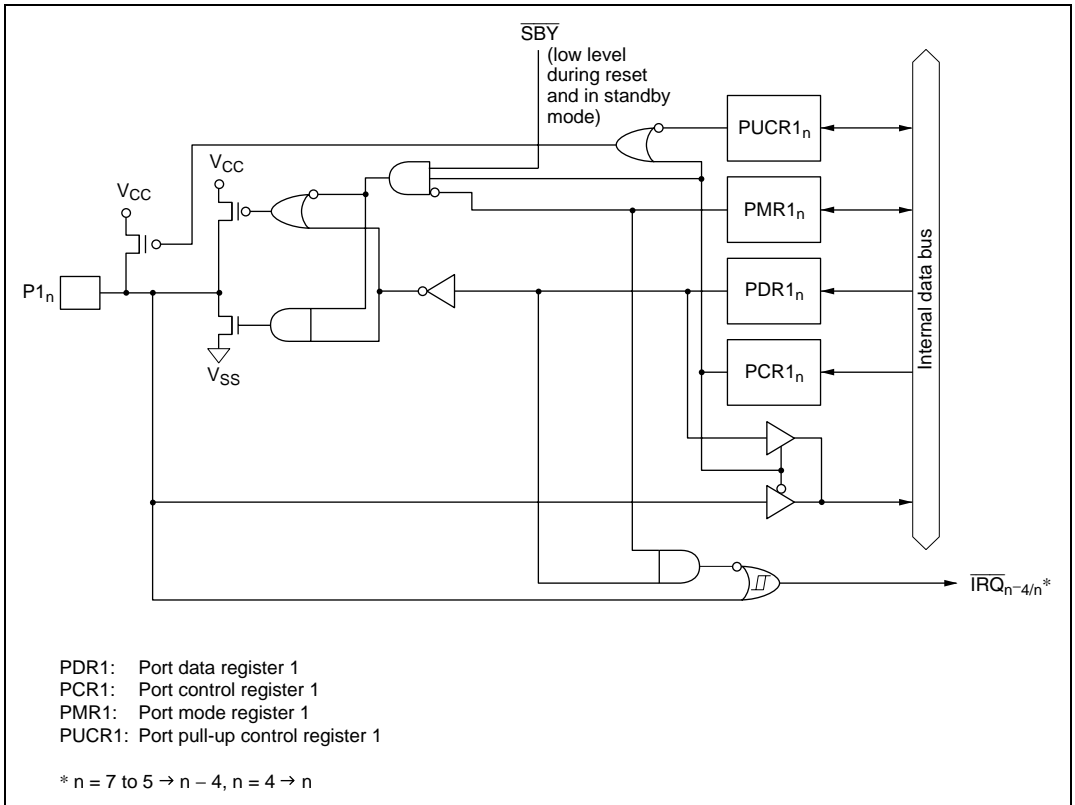 SBY
(low level
during reset
and in standby
mode)
PUCR1n
VCC
VCC
PMR1n
P1n
PDR1n
Internal data bus
VSS
PCR1n
IRQn−4/n*
PDR1: Port data register 1
PCR1: Port control register 1
PMR1: Port mode register 1
PUCR1: Port pull-up control register 1
* n = 7 to 5 → n − 4, n = 4 → n